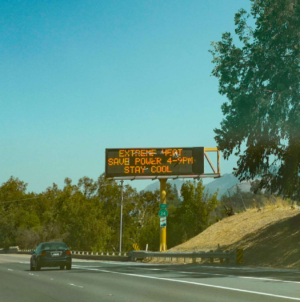 EXTREME HEAT
SAVE POWER 4-9PM
STAY COOL